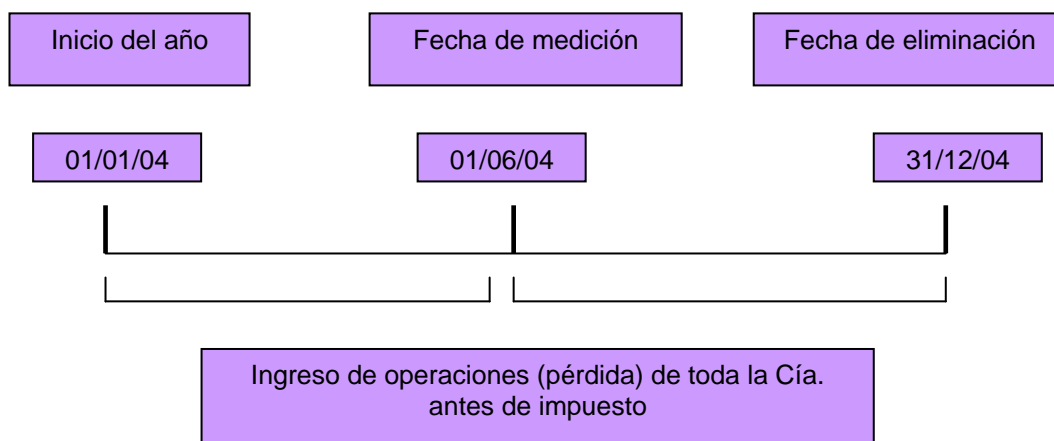 Inicio del año
Fecha de medición
Fecha de eliminación
01/01/04
01/06/04
31/12/04
Ingreso de operaciones (pérdida) de toda la Cía.
antes de impuesto